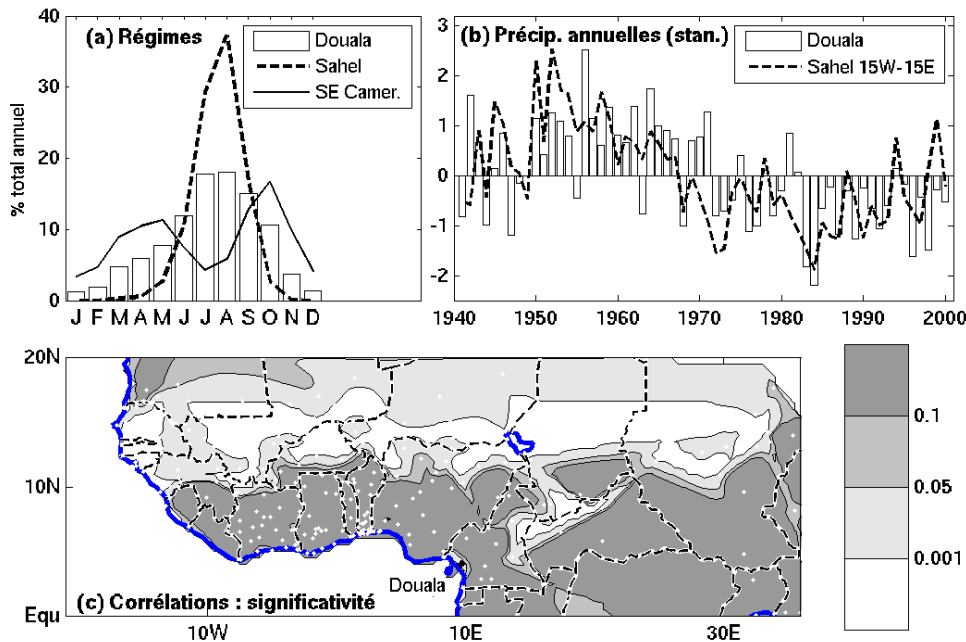 (a) Régimes
Douala
Sahel
SE Camer.
% total annuel
40
30
20
10
0
J F M A M J J A S O N D
(b) Précip. annuelles (stan.)
Douala
Sahel 15W-15E
3
2
1
0
-1
-2
1940 1950 1960 1970 1980 1990 2000
20N
10N
Equ
Douala
(c) Corrélations : significativité
10W 10E 30E
0.1
0.05
0.001